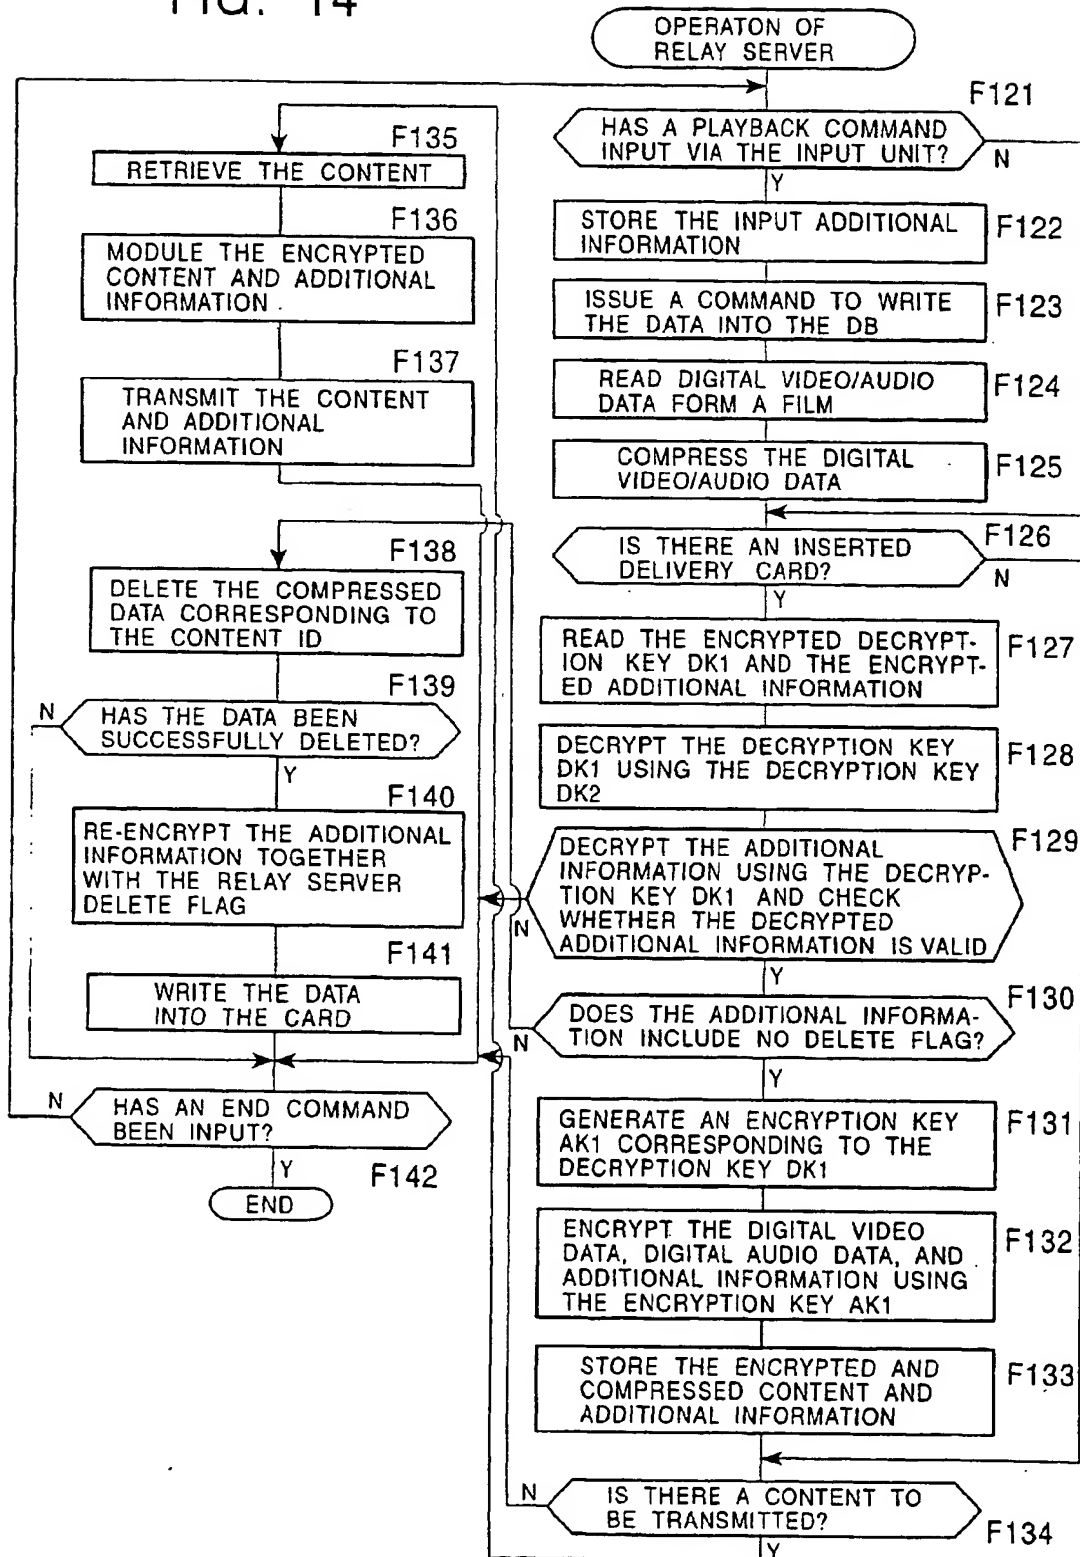 FIG. 14
OPERATON OF
RELAY SERVER
F121
HAS A PLAYBACK COMMAND
INPUT VIA THE INPUT UNIT?
N
Y
STORE THE INPUT ADDITIONAL
INFORMATION
F122
ISSUE A COMMAND TO WRITE
THE DATA INTO THE DB
F123
READ DIGITAL VIDEO/AUDIO
DATA FORM A FILM
F124
COMPRESS THE DIGITAL
VIDEO/AUDIO DATA
F125
F126
IS THERE AN INSERTED
DELIVERY CARD?
N
Y
READ THE ENCRYPTED DECRYPT-
ION KEY DK1 AND THE ENCRYPT-
ED ADDITIONAL INFORMATION
F127
DECRYPT THE DECRYPTION KEY
DK1 USING THE DECRYPTION KEY
DK2
F128
F129
DECRYPT THE ADDITIONAL
INFORMATION USING THE DECRYP-
TION KEY DK1 AND CHECK
WHETHER THE DECRYPTED
ADDITIONAL INFORMATION IS VALID
N
Y
F130
DOES THE ADDITIONAL INFORMA-
TION INCLUDE NO DELETE FLAG?
N
Y
GENERATE AN ENCRYPTION KEY
AK1 CORRESPONDING TO THE
DECRYPTION KEY DK1
F131
ENCRYPT THE DIGITAL VIDEO
DATA, DIGITAL AUDIO DATA, AND
ADDITIONAL INFORMATION USING
THE ENCRYPTION KEY AK1
F132
STORE THE ENCRYPTED AND
COMPRESSED CONTENT AND
ADDITIONAL INFORMATION
F133
IS THERE A CONTENT TO
BE TRANSMITTED?
N
F134
Y
F135
RETRIEVE THE CONTENT
F136
MODULE THE ENCRYPTED
CONTENT AND ADDITIONAL
INFORMATION
F137
TRANSMIT THE CONTENT
AND ADDITIONAL
INFORMATION
F138
DELETE THE COMPRESSED
DATA CORRESPONDING TO
THE CONTENT ID
F139
N
HAS THE DATA BEEN
SUCCESSFULLY DELETED?
Y
F140
RE-ENCRYPT THE ADDITIONAL
INFORMATION TOGETHER
WITH THE RELAY SERVER
DELETE FLAG
F141
WRITE THE DATA
INTO THE CARD
N
HAS AN END COMMAND
BEEN INPUT?
Y
F142
END